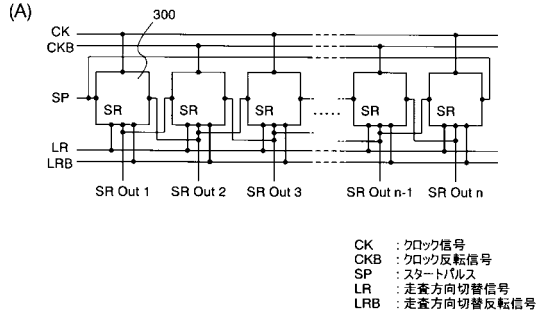 (A)
300
CK
CKB
SP
SR SR SR SR SR
LR
LRB
SR Out 1 SR Out 2 SR Out 3 SR Out n-1 SR Out n
CK : クロック信号
CKB : クロック反転信号
SP : スタートパルス
LR : 走査方向切替信号
LRB : 走査方向切替反転信号